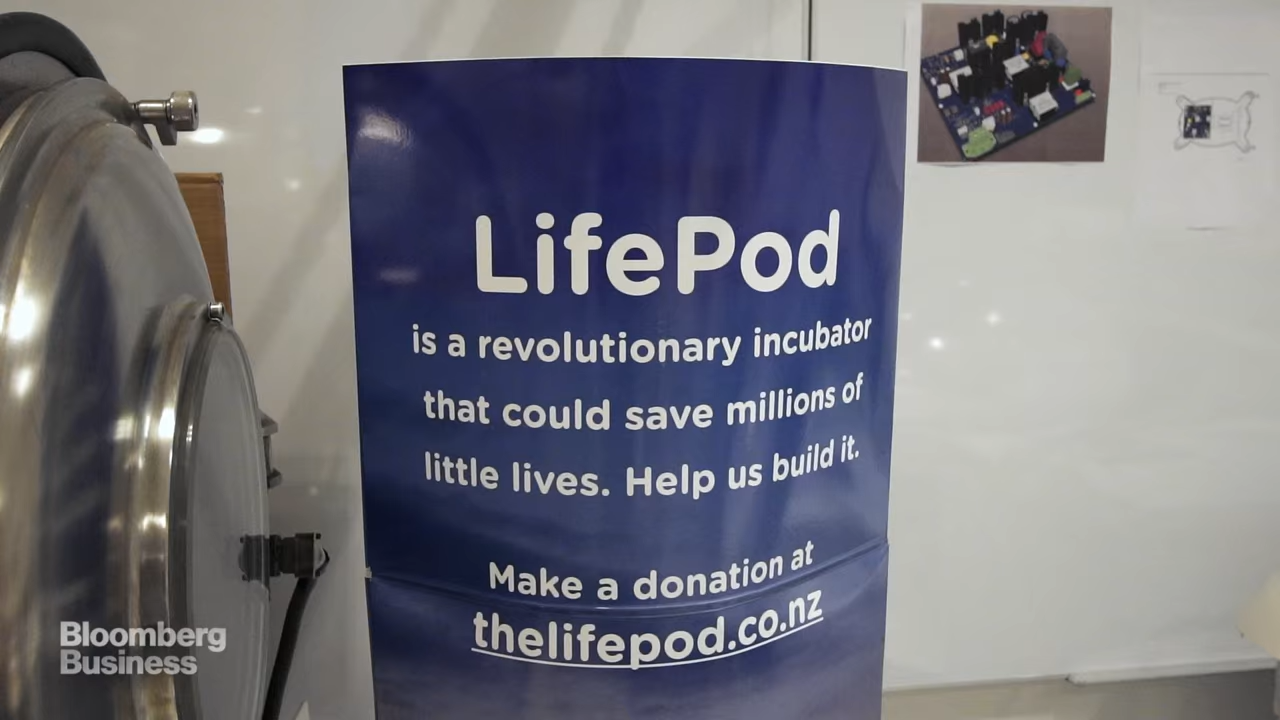 LifePod
is a revolutionary incubator
that could save millions of
little lives. Help us build it.
Make a donation at
thelifepod.co.nz
Bloomberg
Business